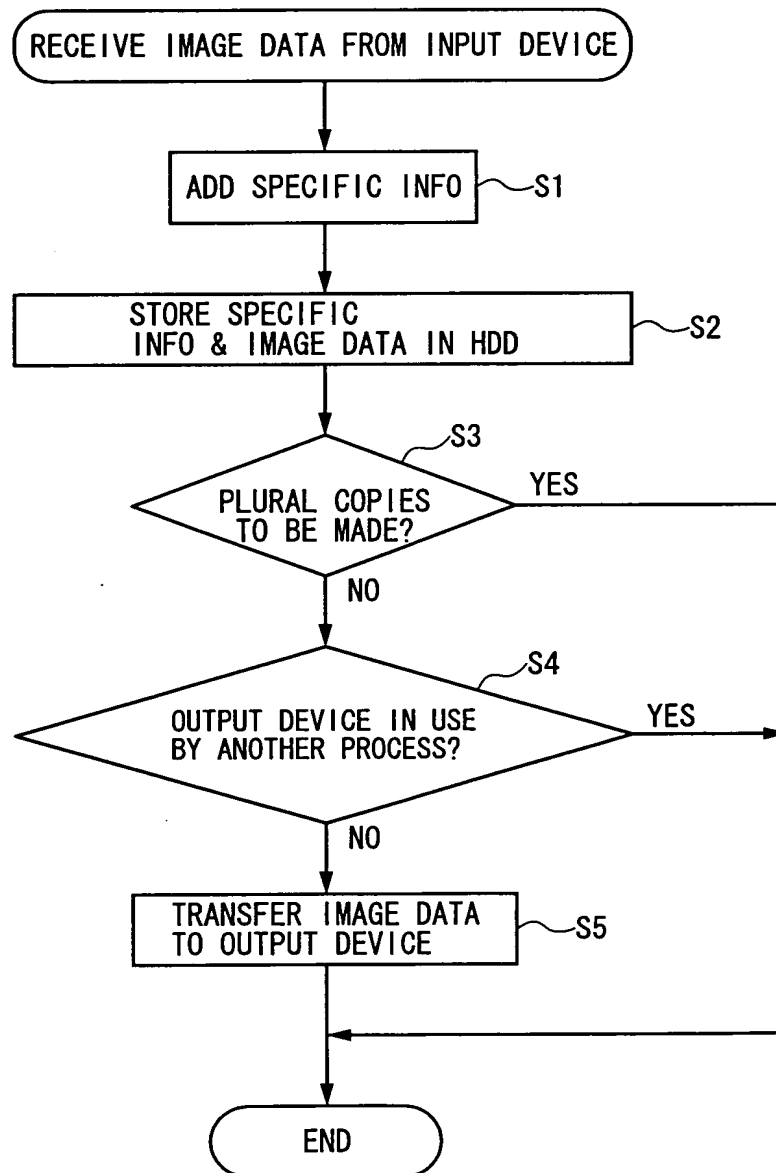 RECEIVE IMAGE DATA FROM INPUT DEVICE
ADD SPECIFIC INFO
S1
STORE SPECIFIC
INFO & IMAGE DATA IN HDD
S2
S3
PLURAL COPIES
TO BE MADE?
YES
NO
S4
OUTPUT DEVICE IN USE
BY ANOTHER PROCESS?
YES
NO
TRANSFER IMAGE DATA
TO OUTPUT DEVICE
S5
END